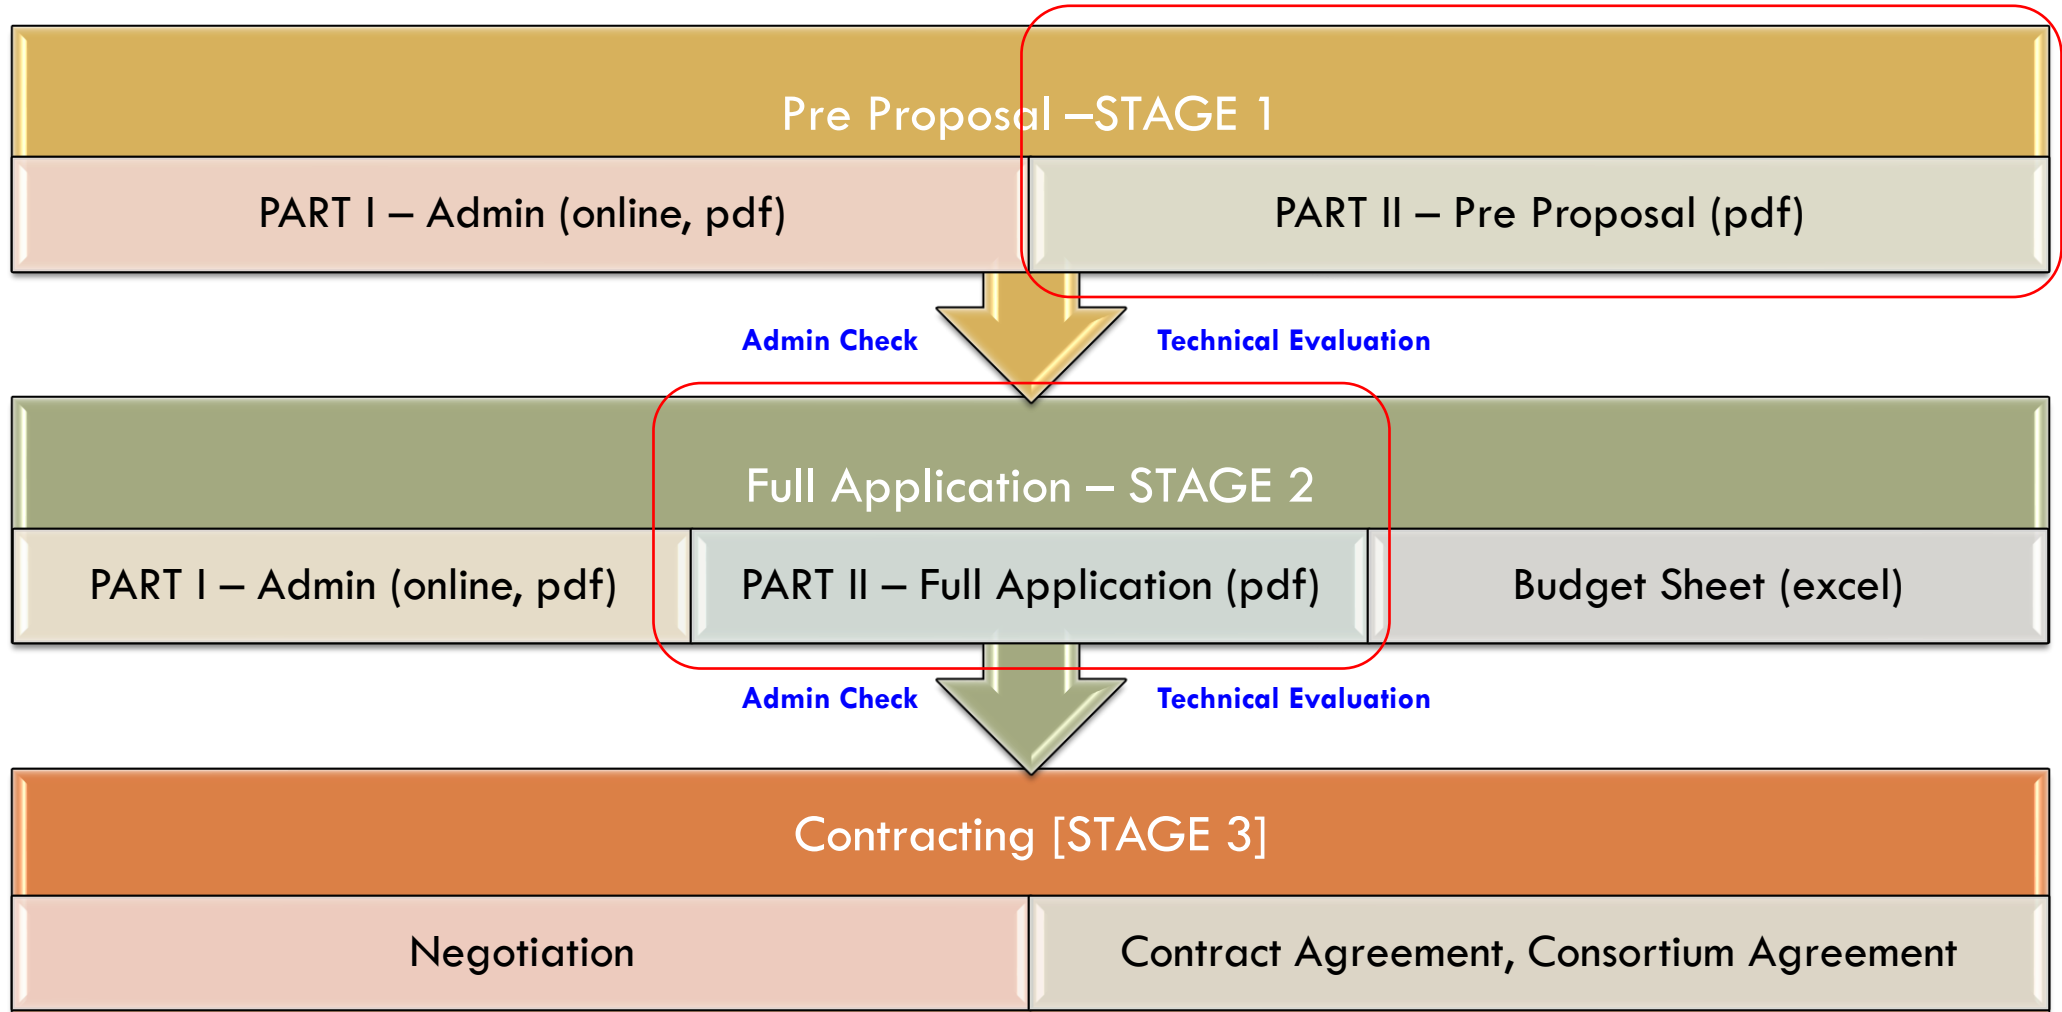 Pre Proposal –STAGE 1
PART I – Admin (online, pdf)
PART II – Pre Proposal (pdf)
Admin Check
Technical Evaluation
Full Application – STAGE 2
PART I – Admin (online, pdf)
PART II – Full Application (pdf)
Budget Sheet (excel)
Admin Check
Technical Evaluation
Contracting [STAGE 3]
Negotiation
Contract Agreement, Consortium Agreement